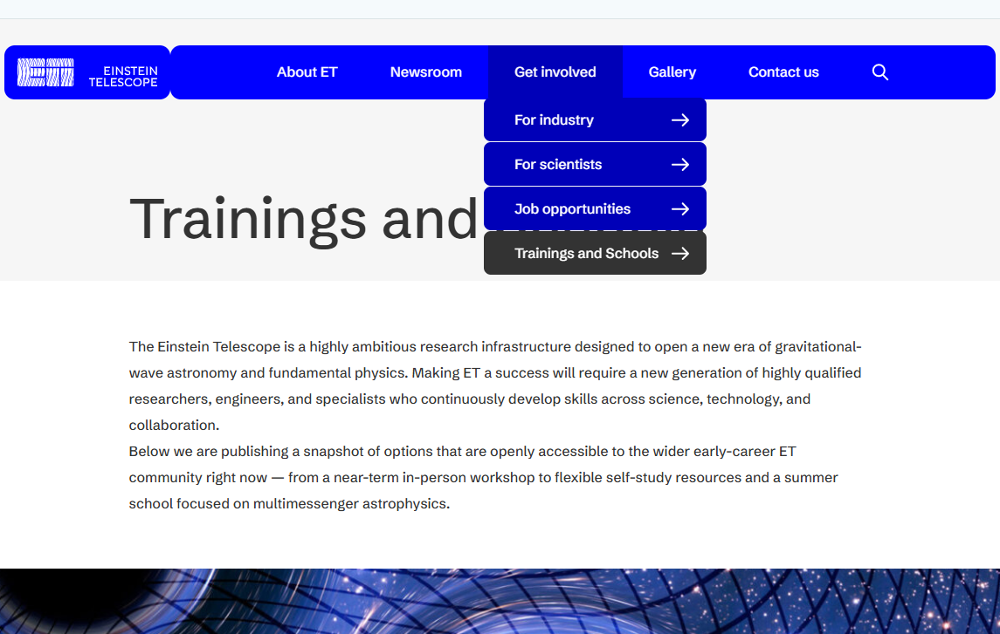 EINSTEIN
TELESCOPE
About ET
Newsroom
Get involved
Gallery
Contact us
For industry
For scientists
Job opportunities
Trainings and Schools
Trainings and
The Einstein Telescope is a highly ambitious research infrastructure designed to open a new era of gravitational-
wave astronomy and fundamental physics. Making ET a success will require a new generation of highly qualified
researchers, engineers, and specialists who continuously develop skills across science, technology, and
collaboration.
Below we are publishing a snapshot of options that are openly accessible to the wider early-career ET
community right now — from a near-term in-person workshop to flexible self-study resources and a summer
school focused on multimessenger astrophysics.